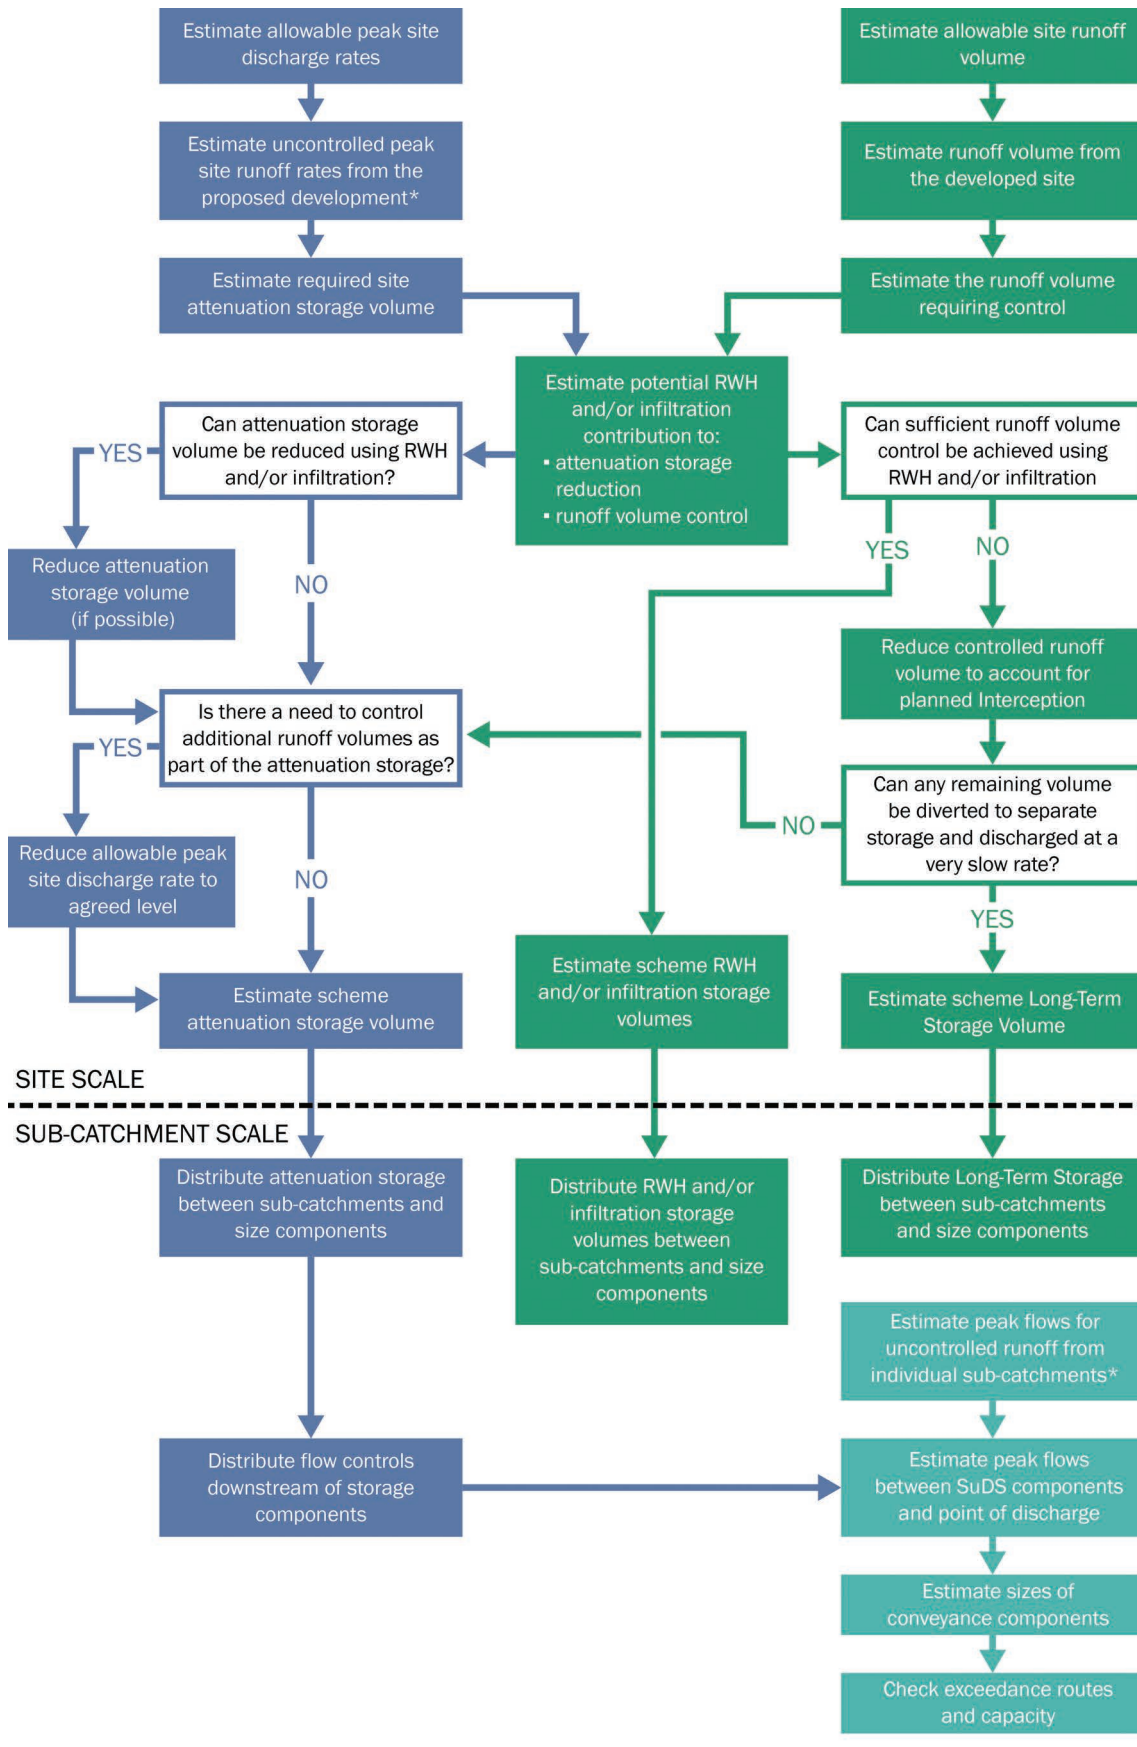 Estimate allowable peak site
discharge rates
Estimate allowable site runoff
volume
Estimate uncontrolled peak
site runoff rates from the
proposed development*
Estimate runoff volume from
the developed site
Estimate required site
attenuation storage volume
Estimate the runoff volume
requiring control
Estimate potential RWH
and/or infiltration
contribution to:
▪ attenuation storage
reduction
▪ runoff volume control
Can attenuation storage
volume be reduced using RWH
and/or infiltration?
YES
NO
Can sufficient runoff volume
control be achieved using
RWH and/or infiltration
YES
NO
Reduce attenuation
storage volume
(if possible)
Reduce controlled runoff
volume to account for
planned Interception
Is there a need to control
additional runoff volumes as
part of the attenuation storage?
YES
NO
Can any remaining volume
be diverted to separate
storage and discharged at a
very slow rate?
NO
YES
Reduce allowable peak
site discharge rate to
agreed level
Estimate scheme
attenuation storage volume
Estimate scheme RWH
and/or infiltration storage
volumes
Estimate scheme Long-Term
Storage Volume
SITE SCALE
SUB-CATCHMENT SCALE
Distribute attenuation storage
between sub-catchments and
size components
Distribute RWH and/or
infiltration storage
volumes between
sub-catchments and size
components
Distribute Long-Term Storage
between sub-catchments
and size components
Estimate peak flows for
uncontrolled runoff from
individual sub-catchments*
Distribute flow controls
downstream of storage
components
Estimate peak flows
between SuDS components
and point of discharge
Estimate sizes of
conveyance components
Check exceedance routes
and capacity